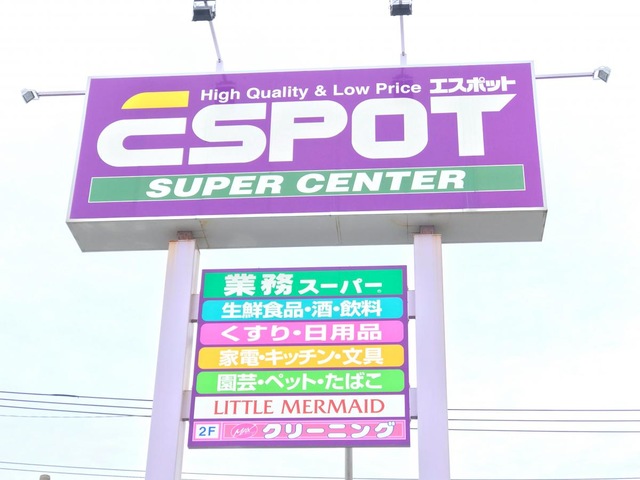 High Quality & Low Price エスポット
ESPOT
SUPER CENTER
業務スーパー
生鮮食品・酒・飲料
くすり・日用品
家電・キッチン・文具
園芸・ペット・たばこ
LITTLE MERMAID
2F クリーニング